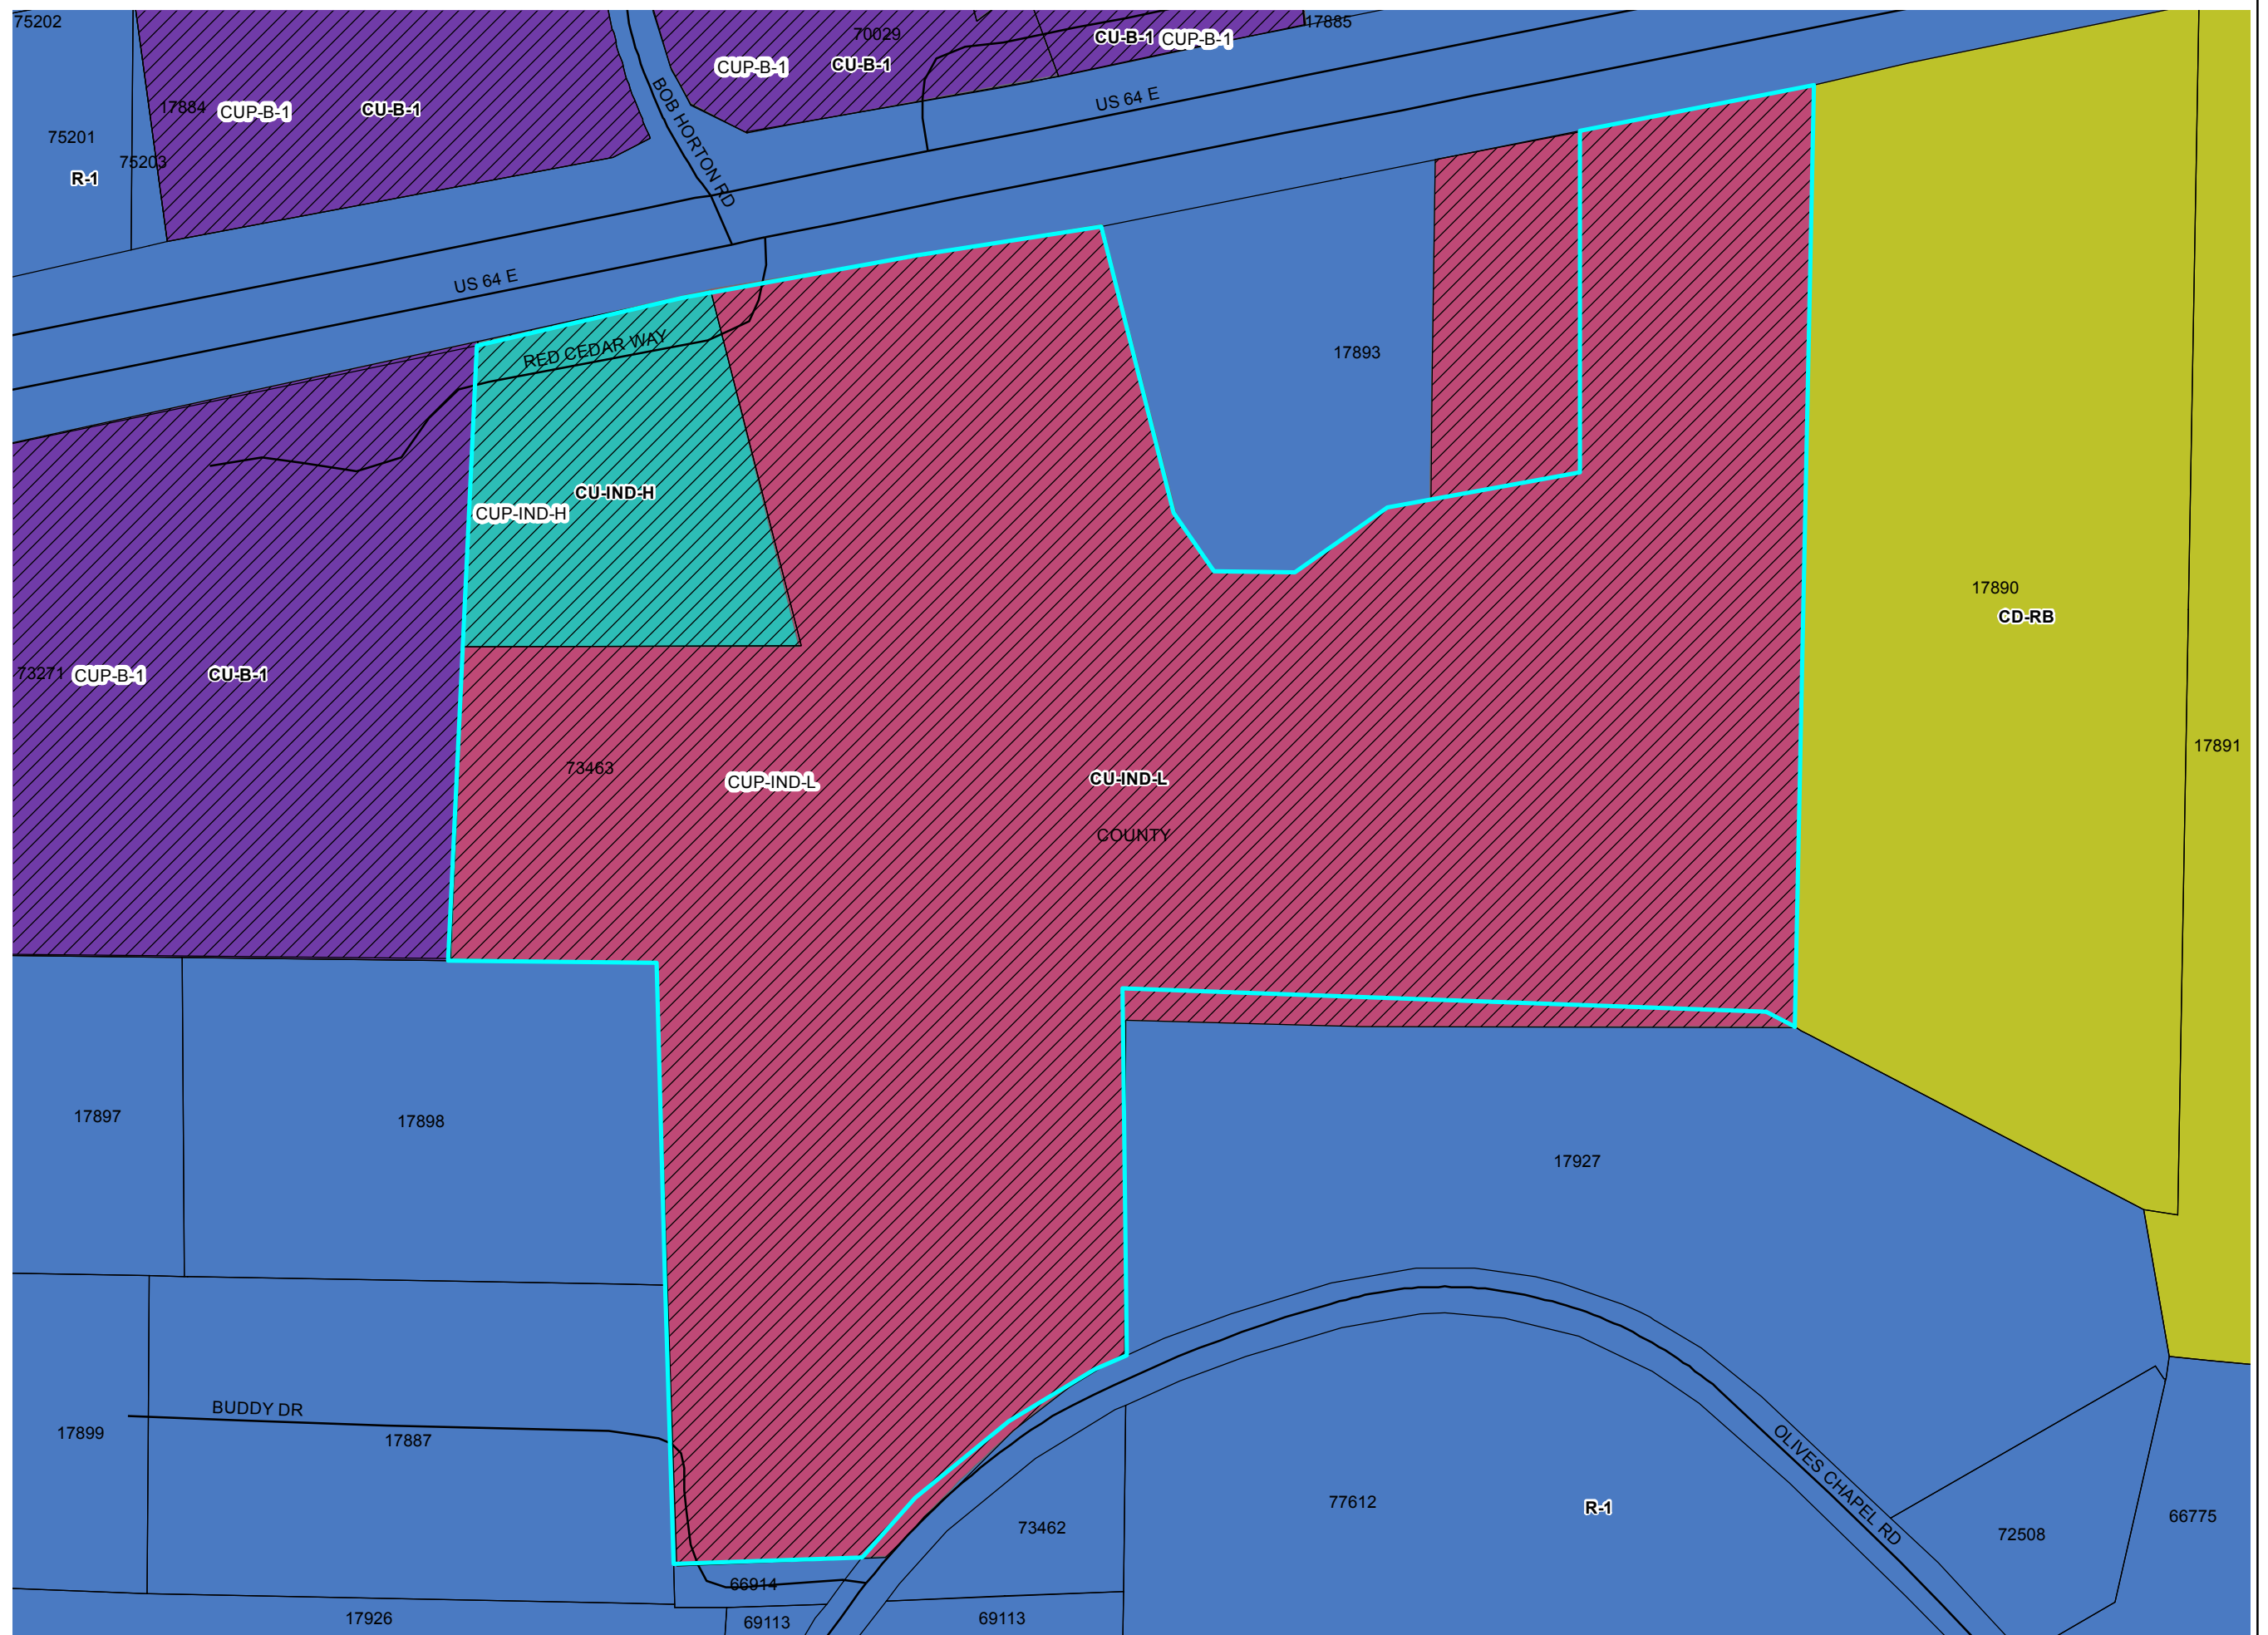 75202
70029
17885
CU-B-1 CUP-B-1
CUP-B-1 CU-B-1
17884 CUP-B-1 CU-B-1
US 64 E
BOB HORTON RD
75201
75203
R-1
US 64 E
RED CEDAR WAY
17893
CU-IND-H
CUP-IND-H
17890
CD-RB
73271 CUP-B-1 CU-B-1
17891
73463
CUP-IND-L
CU-IND-L
COUNTY
17897
17898
17927
BUDDY DR
17899
17887
OLIVES CHAPEL RD
77612
R-1
73462
72508
66775
66914
17926
69113
69113